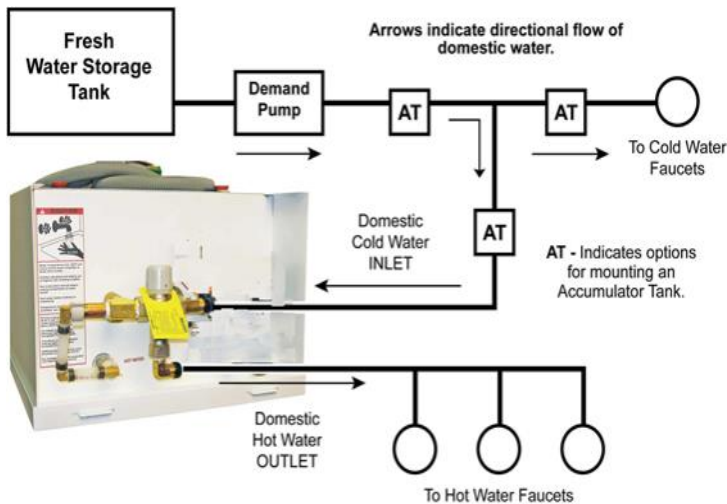 Fresh
Water Storage
Tank
Arrows indicate directional flow of
domestic water.
Demand
Pump
AT
AT
To Cold Water
Faucets
Domestic
Cold Water
INLET
AT
AT - Indicates options
for mounting an
Accumulator Tank.
HOT WATER
Domestic
Hot Water
OUTLET
To Hot Water Faucets